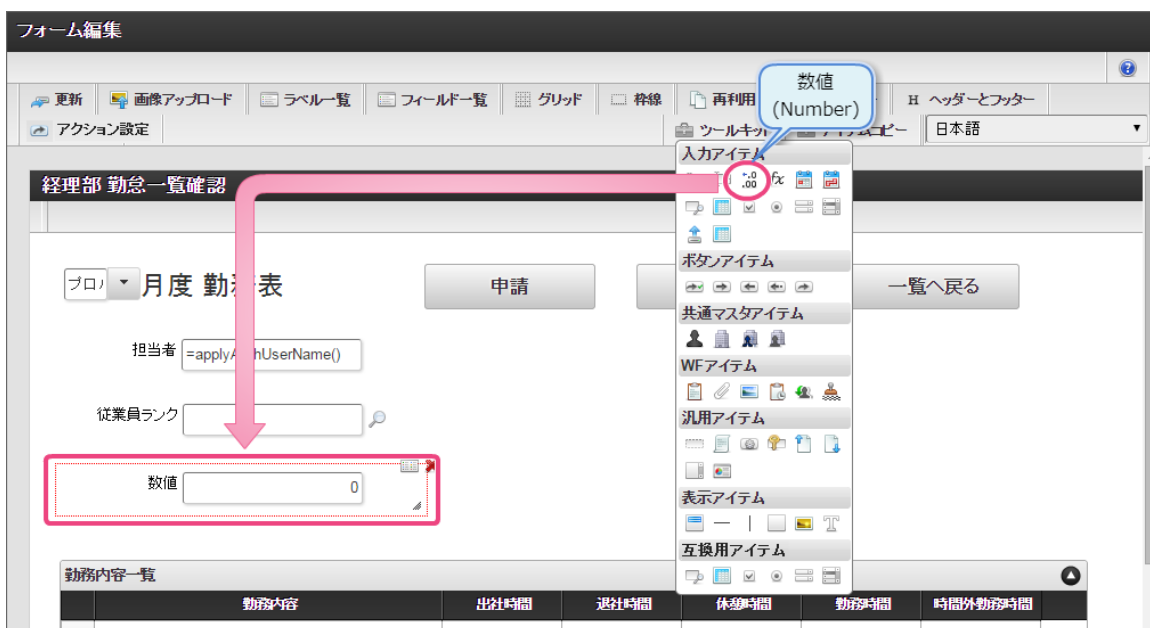 フォーム編集
更新 画像アップロード ラベル一覧 フィールド一覧 グリッド 枠線 再利用 H ヘッダーとフッター
数値
(Number)
アクション設定 ツールキット アイテムコピー 日本語
入力アイテム
経理部 勤怠一覧確認
ボタンアイテム
月度 勤務表 申請 一覧へ戻る
共通マスタアイテム
担当者 =applyAuthUserName()
WFアイテム
従業員ランク
汎用アイテム
数値 0
表示アイテム
互換用アイテム
勤務内容一覧
勤務内容 出社時間 退社時間 休憩時間 勤務時間 時間外勤務時間